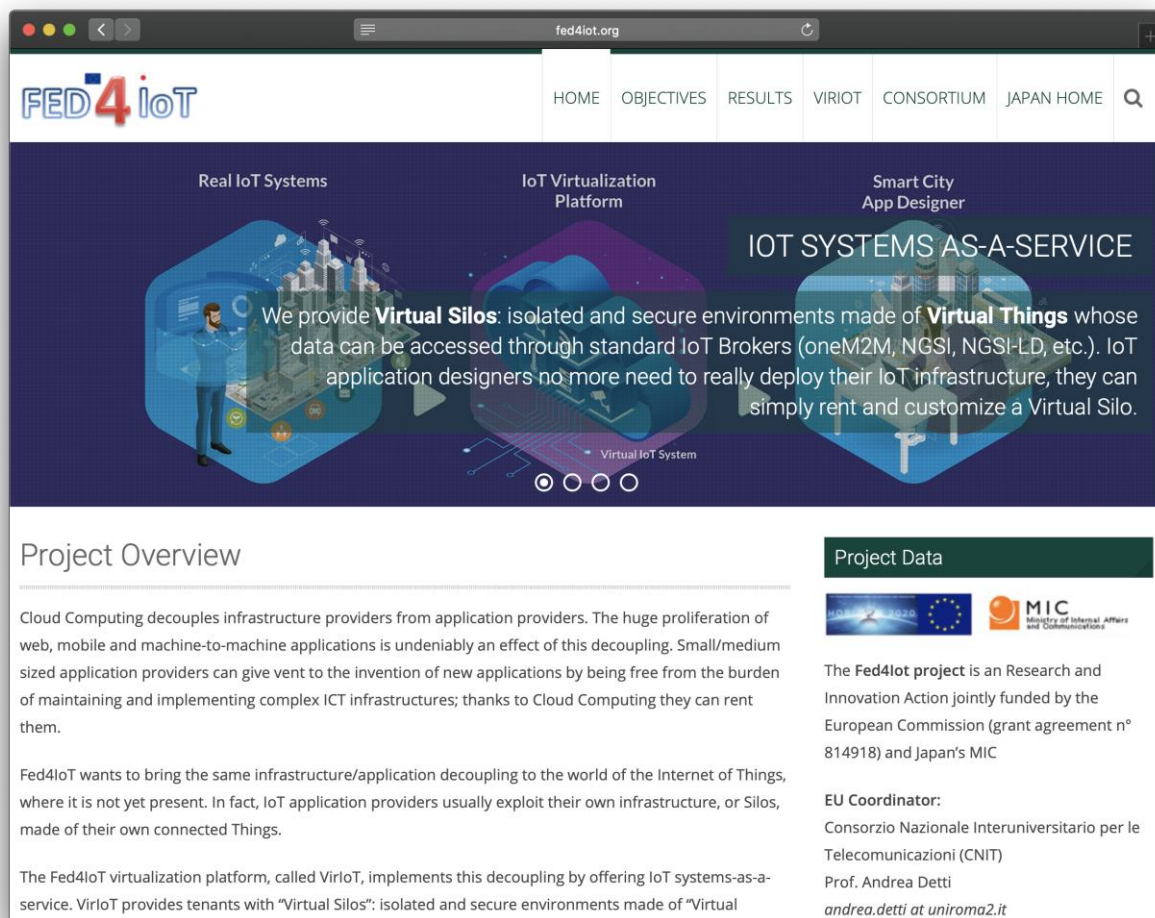 fed4iot.org
FED4IoT
HOME OBJECTIVES RESULTS VIRIOT CONSORTIUM JAPAN HOME
Real IoT Systems
IoT Virtualization
Platform
Smart City
App Designer
IOT SYSTEMS AS-A-SERVICE
We provide Virtual Silos: isolated and secure environments made of Virtual Things whose
data can be accessed through standard IoT Brokers (oneM2M, NGSI, NGSI-LD, etc.). IoT
application designers no more need to really deploy their IoT infrastructure, they can
simply rent and customize a Virtual Silo.
Virtual IoT System
Project Overview
Cloud Computing decouples infrastructure providers from application providers. The huge proliferation of
web, mobile and machine-to-machine applications is undeniably an effect of this decoupling. Small/medium
sized application providers can give vent to the invention of new applications by being free from the burden
of maintaining and implementing complex ICT infrastructures; thanks to Cloud Computing they can rent
them.
Fed4IoT wants to bring the same infrastructure/application decoupling to the world of the Internet of Things,
where it is not yet present. In fact, IoT application providers usually exploit their own infrastructure, or Silos,
made of their own connected Things.
The Fed4IoT virtualization platform, called VirIoT, implements this decoupling by offering IoT systems-as-a-
service. VirIoT provides tenants with “Virtual Silos”: isolated and secure environments made of “Virtual
Project Data
HORIZON 2020
MIC
Ministry of Internal Affairs
and Communications
The Fed4Iot project is an Research and
Innovation Action jointly funded by the
European Commission (grant agreement n°
814918) and Japan’s MIC
EU Coordinator:
Consorzio Nazionale Interuniversitario per le
Telecomunicazioni (CNIT)
Prof. Andrea Detti
andrea.detti at uniroma2.it